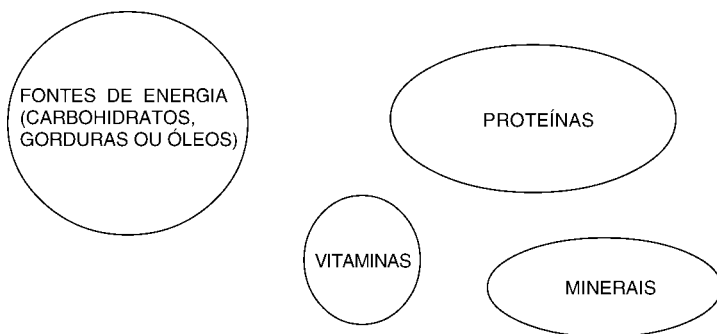 FONTES DE ENERGIA
(CARBOHIDRATOS,
GORDURAS OU ÓLEOS)
PROTEÍNAS
VITAMINAS
MINERAIS